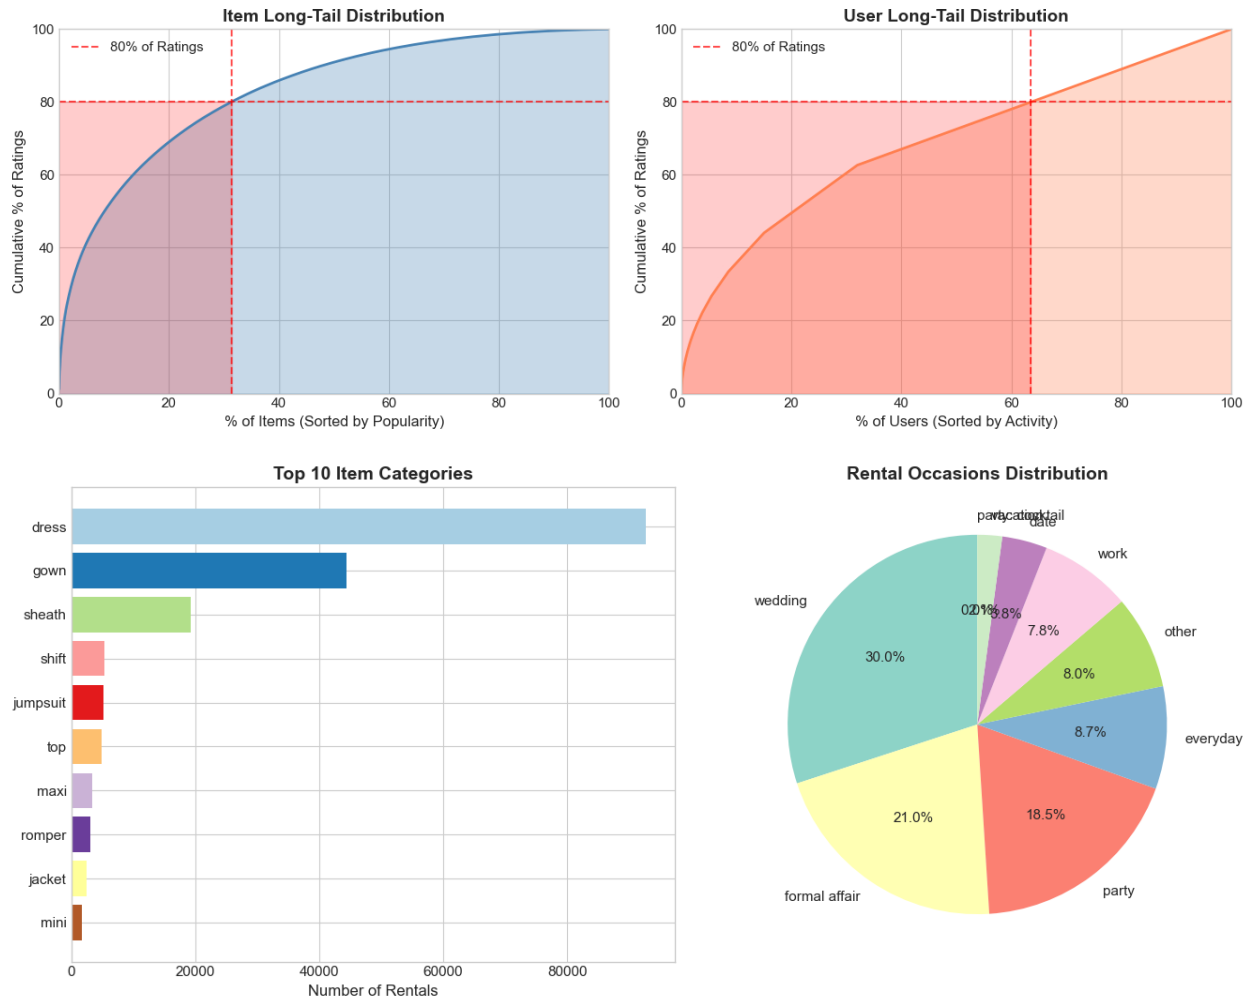 Item Long-Tail Distribution
80% of Ratings
Cumulative % of Ratings
100
80
60
40
20
0
0 20 40 60 80 100
% of Items (Sorted by Popularity)
User Long-Tail Distribution
80% of Ratings
Cumulative % of Ratings
100
80
60
40
20
0
0 20 40 60 80 100
% of Users (Sorted by Activity)
Top 10 Item Categories
dress
gown
sheath
shift
jumpsuit
top
maxi
romper
jacket
mini
0 20000 40000 60000 80000
Number of Rentals
Rental Occasions Distribution
vacation
date
work
other
everyday
party
formal affair
wedding
3.8%
7.8%
8.0%
8.7%
18.5%
21.0%
30.0%